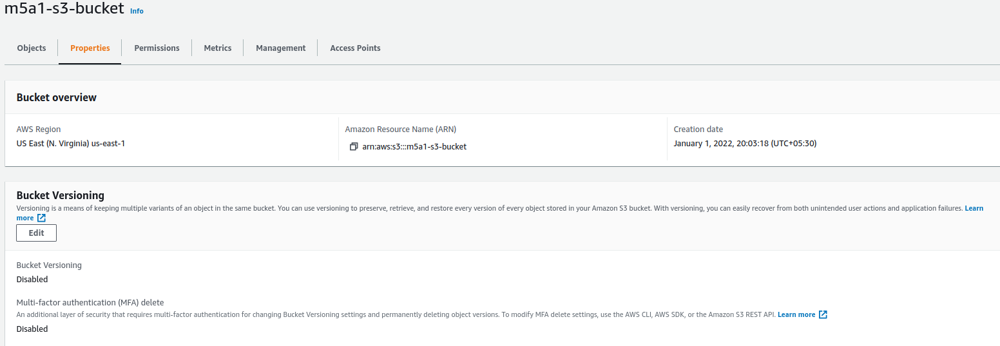 m5a1-s3-bucket Info
Objects Properties Permissions Metrics Management Access Points
Bucket overview
AWS Region Amazon Resource Name (ARN) Creation date
US East (N. Virginia) us-east-1 arn:aws:s3:::m5a1-s3-bucket January 1, 2022, 20:03:18 (UTC+05:30)
Bucket Versioning
Versioning is a means of keeping multiple variants of an object in the same bucket. You can use versioning to preserve, retrieve, and restore every version of every object stored in your Amazon S3 bucket. With versioning, you can easily recover from both unintended user actions and application failures. Learn
more
Edit
Bucket Versioning
Disabled
Multi-factor authentication (MFA) delete
An additional layer of security that requires multi-factor authentication for changing Bucket Versioning settings and permanently deleting object versions. To modify MFA delete settings, use the AWS CLI, AWS SDK, or the Amazon S3 REST API. Learn more
Disabled